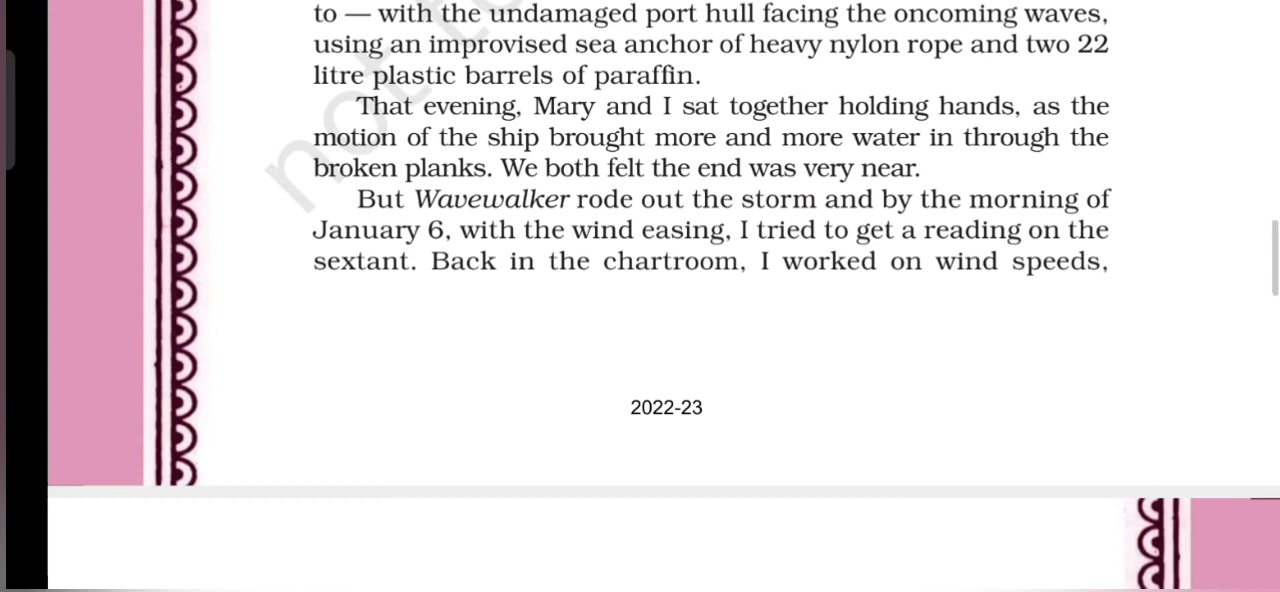 to — with the undamaged port hull facing the oncoming waves,
using an improvised sea anchor of heavy nylon rope and two 22
litre plastic barrels of paraffin.
That evening, Mary and I sat together holding hands, as the
motion of the ship brought more and more water in through the
broken planks. We both felt the end was very near.
But Wavewalker rode out the storm and by the morning of
January 6, with the wind easing, I tried to get a reading on the
sextant. Back in the chartroom, I worked on wind speeds,
2022-23
not to